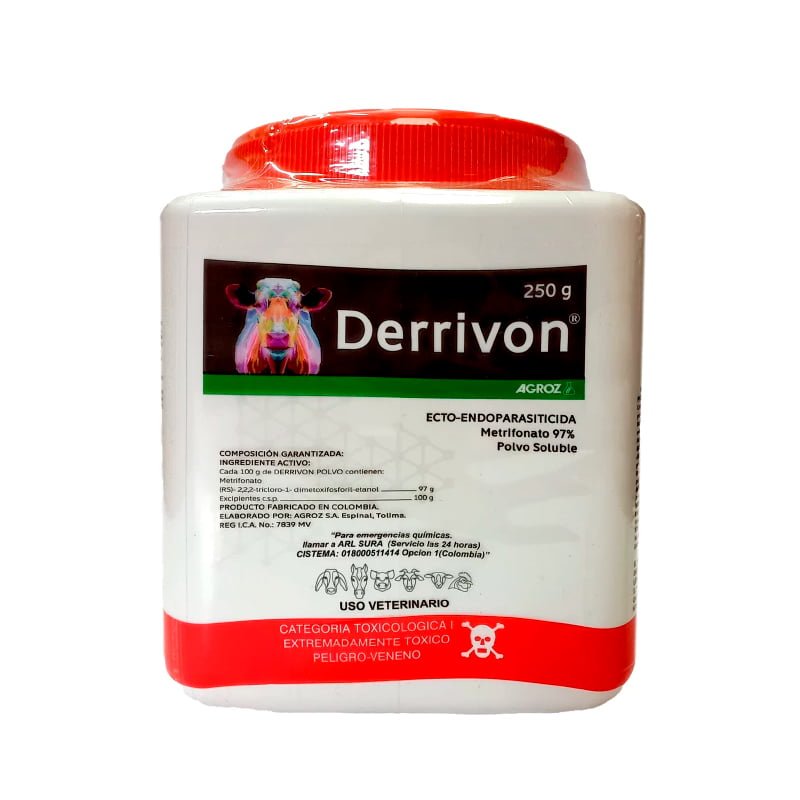 250 g
Derrivon®
AGROZ
ECTO-ENDOPARASITICIDA
Metrifonato 97%
Polvo Soluble
COMPOSICIÓN GARANTIZADA:
INGREDIENTE ACTIVO:
Cada 100 g de DERRIVON POLVO contienen:
Metrifonato
(RS)- 2,2,2-tricloro-1- dimetoxifosforil-etanol 97 g
Excipientes c.s.p. 100 g
PRODUCTO FABRICADO EN COLOMBIA.
ELABORADO POR: AGROZ S.A. Espinal, Tolima.
REG I.C.A. No.: 7839 MV
"Para emergencias químicas.
llamar a ARL SURA (Servicio las 24 horas)
CISTEMA: 018000511414 Opcion 1(Colombia)"
USO VETERINARIO
CATEGORIA TOXICOLOGICA I
EXTREMADAMENTE TOXICO
PELIGRO-VENENO